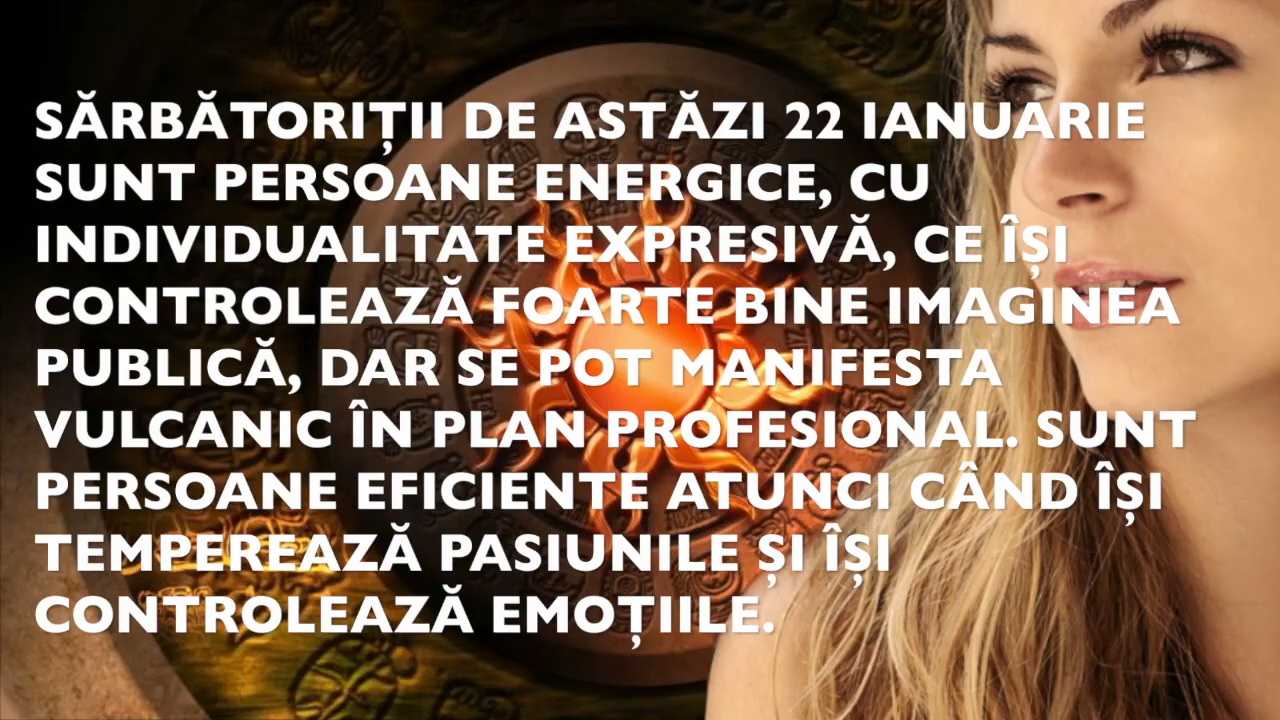 SĂRBĂTORIȚII DE ASTĂZI 22 IANUARIE
SUNT PERSOANE ENERGICE, CU
INDIVIDUALITATE EXPRESIVĂ, CE ÎȘI
CONTROLEAZĂ FOARTE BINE IMAGINEA
PUBLICĂ, DAR SE POT MANIFESTA
VULCANIC ÎN PLAN PROFESIONAL. SUNT
PERSOANE EFICIENTE ATUNCI CÂND ÎȘI
TEMPEREAZĂ PASIUNILE ȘI ÎȘI
CONTROLEAZĂ EMOȚIILE.